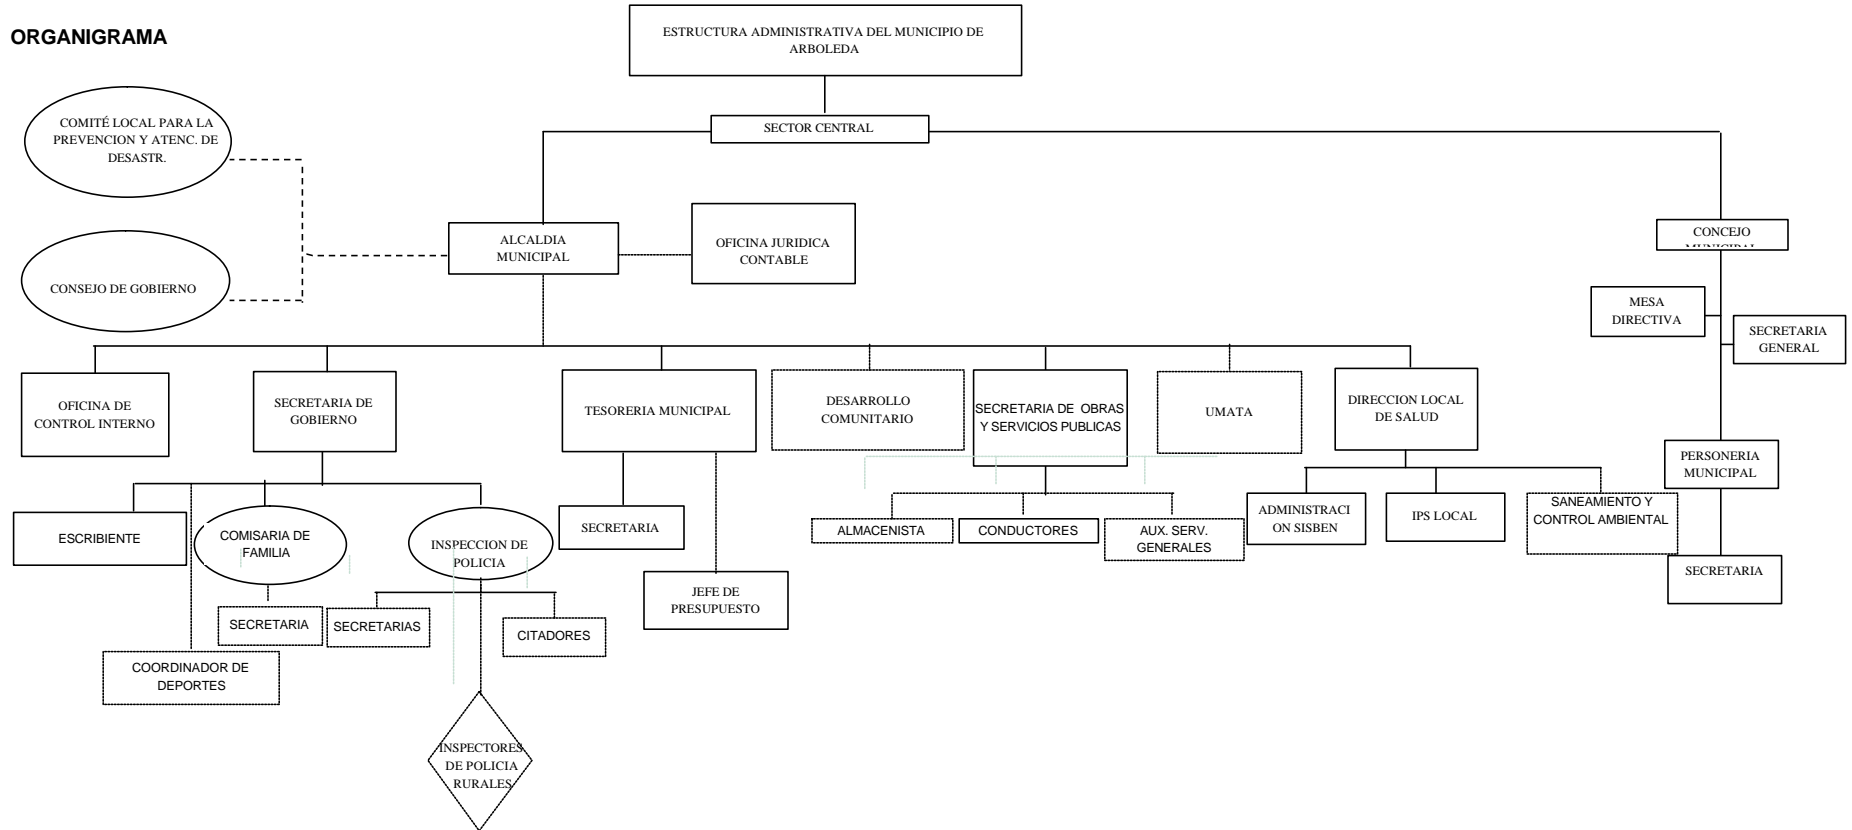 ORGANIGRAMA
ESTRUCTURA ADMINISTRATIVA DEL MUNICIPIO DE
ARBOLEDA
COMITÉ LOCAL PARA LA
PREVENCION Y ATENC. DE
DESASTR.
SECTOR CENTRAL
CONSEJO DE GOBIERNO
ALCALDIA
MUNICIPAL
OFICINA JURIDICA
CONTABLE
CONCEJO
MUNICIPAL
MESA
DIRECTIVA
SECRETARIA
GENERAL
OFICINA DE
CONTROL INTERNO
SECRETARIA DE
GOBIERNO
TESORERIA MUNICIPAL
DESARROLLO
COMUNITARIO
SECRETARIA DE OBRAS
Y SERVICIOS PUBLICAS
UMATA
DIRECCION LOCAL
DE SALUD
PERSONERIA
MUNICIPAL
ESCRIBIENTE
COMISARIA DE
FAMILIA
INSPECCION DE
POLICIA
SECRETARIA
ALMACENISTA
CONDUCTORES
AUX. SERV.
GENERALES
ADMINISTRACI
ON SISBEN
IPS LOCAL
SANEAMIENTO Y
CONTROL AMBIENTAL
SECRETARIA
JEFE DE
PRESUPUESTO
SECRETARIA
SECRETARIAS
CITADORES
COORDINADOR DE
DEPORTES
INSPECTORES
DE POLICIA
RURALES